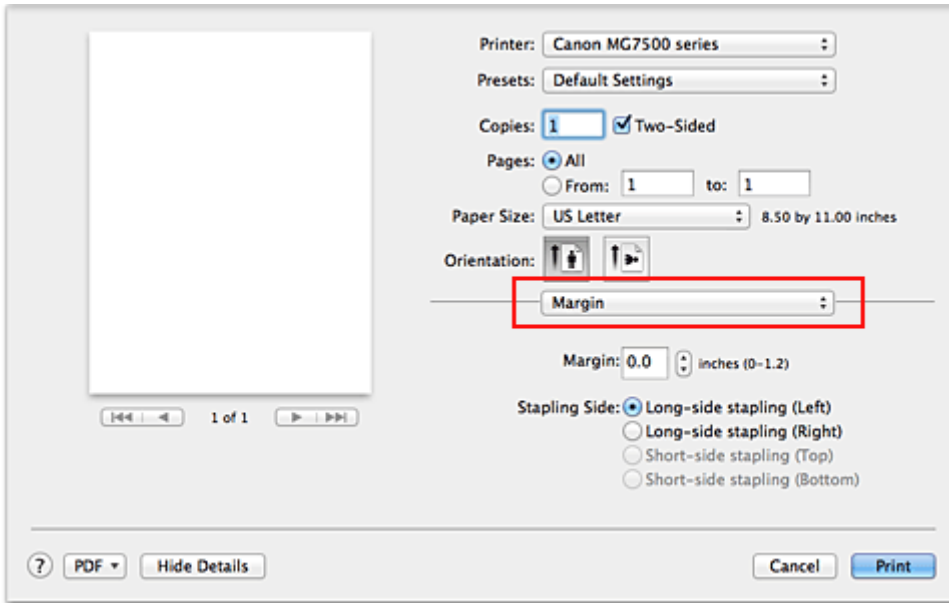 Printer: Canon MG7500 series
Presets: Default Settings
Copies: 1 Two-Sided
Pages: All
From: 1 to: 1
Paper Size: US Letter 8.50 by 11.00 inches
Orientation:
Margin
Margin: 0.0 inches (0-1.2)
Stapling Side: Long-side stapling (Left)
Long-side stapling (Right)
Short-side stapling (Top)
Short-side stapling (Bottom)
1 of 1
? PDF Hide Details Cancel Print